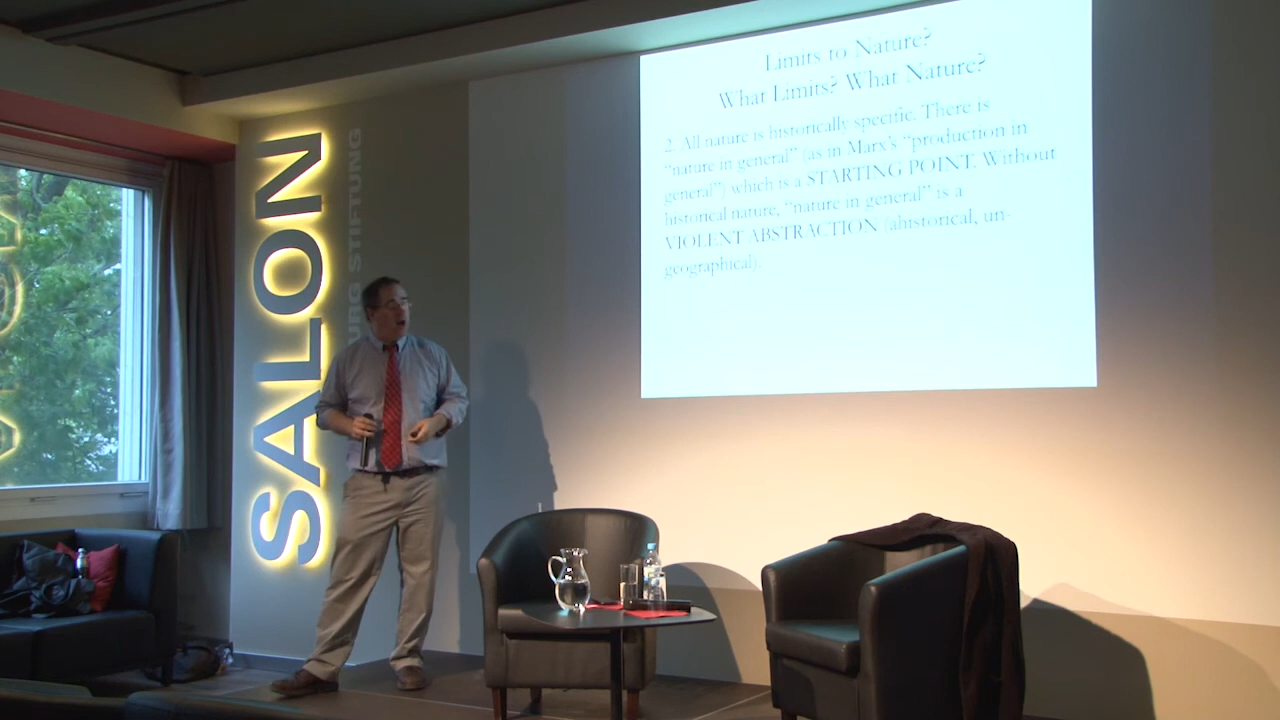 Limits to Nature?
What Limits? What Nature?
2. All nature is historically specific. There is
“nature in general” (as in Marx’s “production in
general”) which is a STARTING POINT. Without
historical nature, “nature in general” is a
VIOLENT ABSTRACTION (ahistorical, un-
geographical).
SALON
URG STIFTUNG